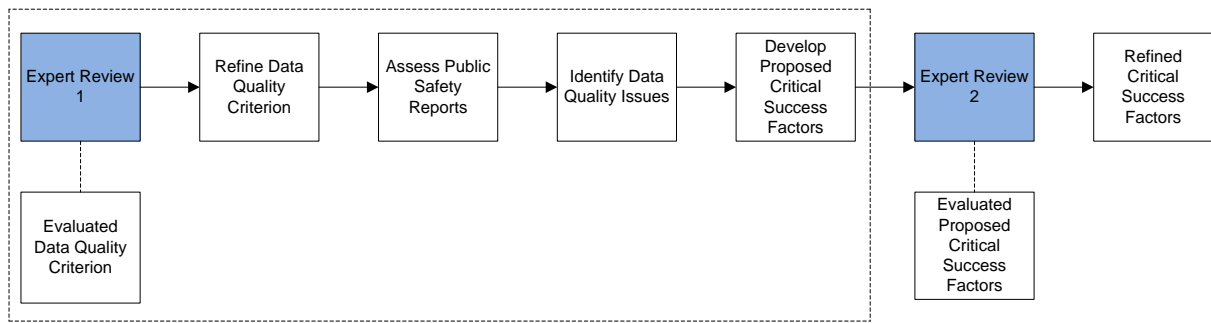 Expert Review
1
Refine Data
Quality
Criterion
Assess Public
Safety
Reports
Identify Data
Quality Issues
Develop
Proposed
Critical
Success
Factors
Expert Review
2
Refined
Critical
Success
Factors
Evaluated
Data Quality
Criterion
Evaluated
Proposed
Critical
Success
Factors